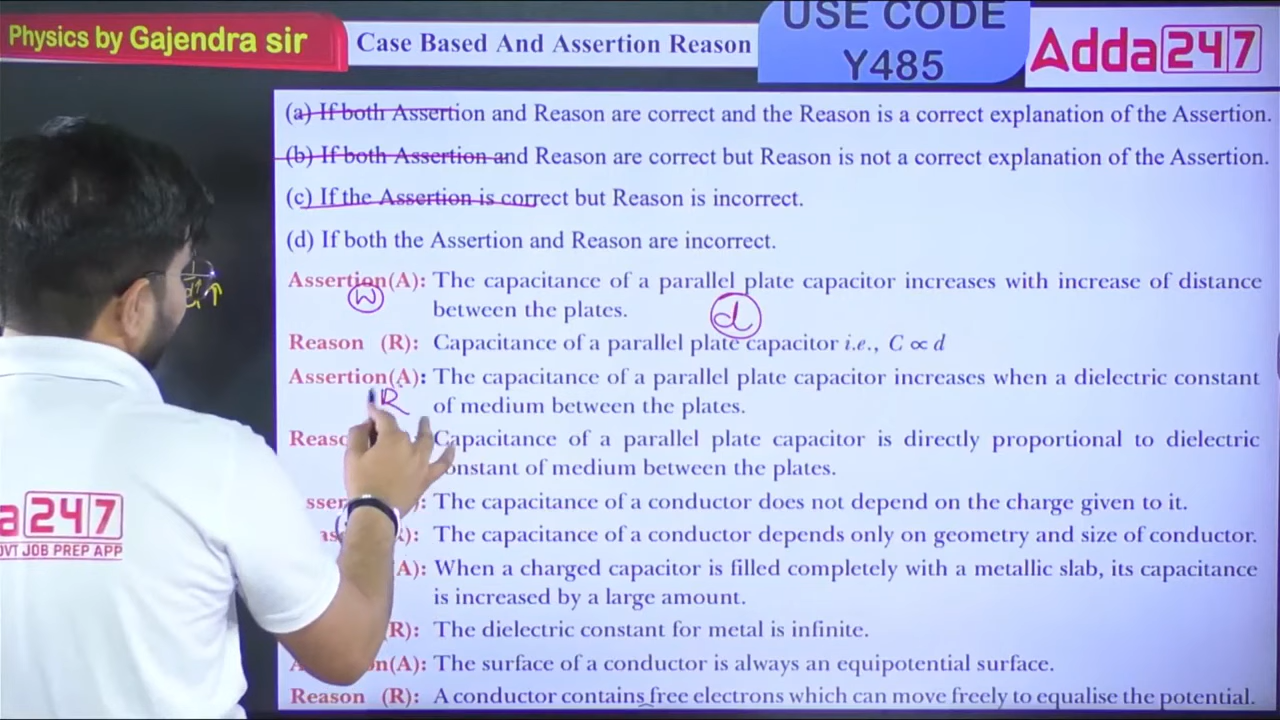 Physics by Gajendra sir
Case Based And Assertion Reason
USE CODE
Y485
Adda247
(a) If both Assertion and Reason are correct and the Reason is a correct explanation of the Assertion.
(b) If both Assertion and Reason are correct but Reason is not a correct explanation of the Assertion.
(c) If the Assertion is correct but Reason is incorrect.
(d) If both the Assertion and Reason are incorrect.
Assertion(A): The capacitance of a parallel plate capacitor increases with increase of distance
between the plates.
W
d
Reason (R): Capacitance of a parallel plate capacitor i.e., C ∝ d
Assertion(A): The capacitance of a parallel plate capacitor increases when a dielectric constant
of medium between the plates.
R
Capacitance of a parallel plate capacitor is directly proportional to dielectric
constant of medium between the plates.
The capacitance of a conductor does not depend on the charge given to it.
The capacitance of a conductor depends only on geometry and size of conductor.
A): When a charged capacitor is filled completely with a metallic slab, its capacitance
is increased by a large amount.
(R): The dielectric constant for metal is infinite.
n(A): The surface of a conductor is always an equipotential surface.
Reason (R): A conductor contains free electrons which can move freely to equalise the potential.
a 247
OVT JOB PREP APP